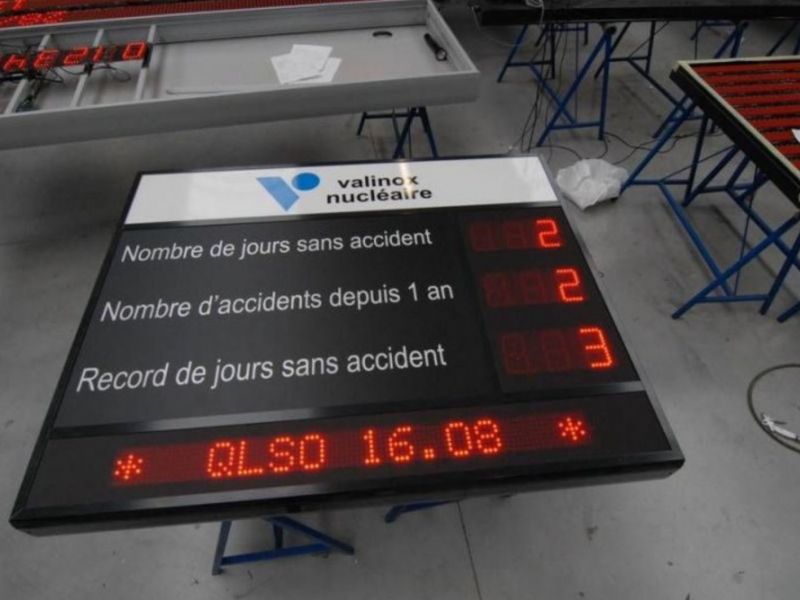 valinox
nucléaire
Nombre de jours sans accident 2
Nombre d'accidents depuis 1 an 2
Record de jours sans accident 3
* QLSO 16.08 *